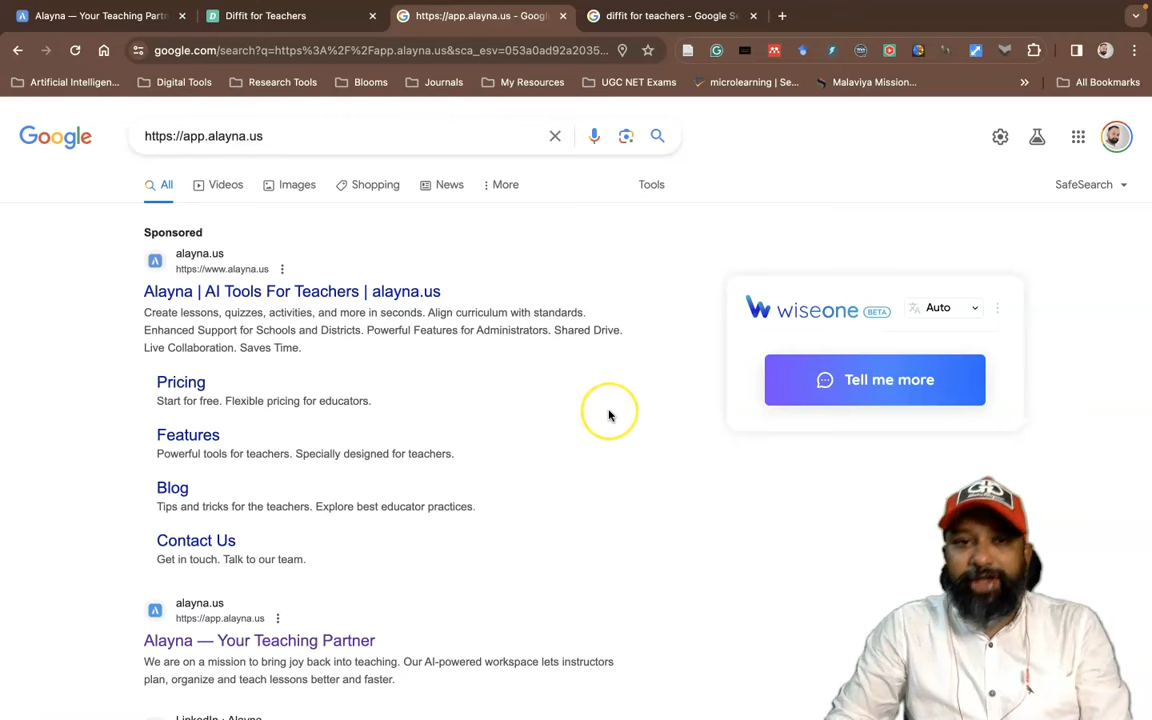 Alayna — Your Teaching Partn
Diffit for Teachers
https://app.alayna.us - Googl
diffit for teachers - Google Se
google.com/search?q=https%3A%2F%2Fapp.alayna.us&sca_esv=053a0ad92a2035...
Artificial Intelligen...
Digital Tools
Research Tools
Blooms
Journals
My Resources
UGC NET Exams
microlearning | Se...
Malaviya Mission...
»
All Bookmarks
Google
https://app.alayna.us
All
Videos
Images
Shopping
News
More
Tools
SafeSearch
Sponsored
alayna.us
https://www.alayna.us
Alayna | AI Tools For Teachers | alayna.us
Create lessons, quizzes, activities, and more in seconds. Align curriculum with standards.
Enhanced Support for Schools and Districts. Powerful Features for Administrators. Shared Drive.
Live Collaboration. Saves Time.
Pricing
Start for free. Flexible pricing for educators.
Features
Powerful tools for teachers. Specially designed for teachers.
Blog
Tips and tricks for the teachers. Explore best educator practices.
Contact Us
Get in touch. Talk to our team.
wiseone BETA
Auto
Tell me more
alayna.us
https://app.alayna.us
Alayna — Your Teaching Partner
We are on a mission to bring joy back into teaching. Our AI-powered workspace lets instructors
plan, organize and teach lessons better and faster.
LinkedIn · Alayna